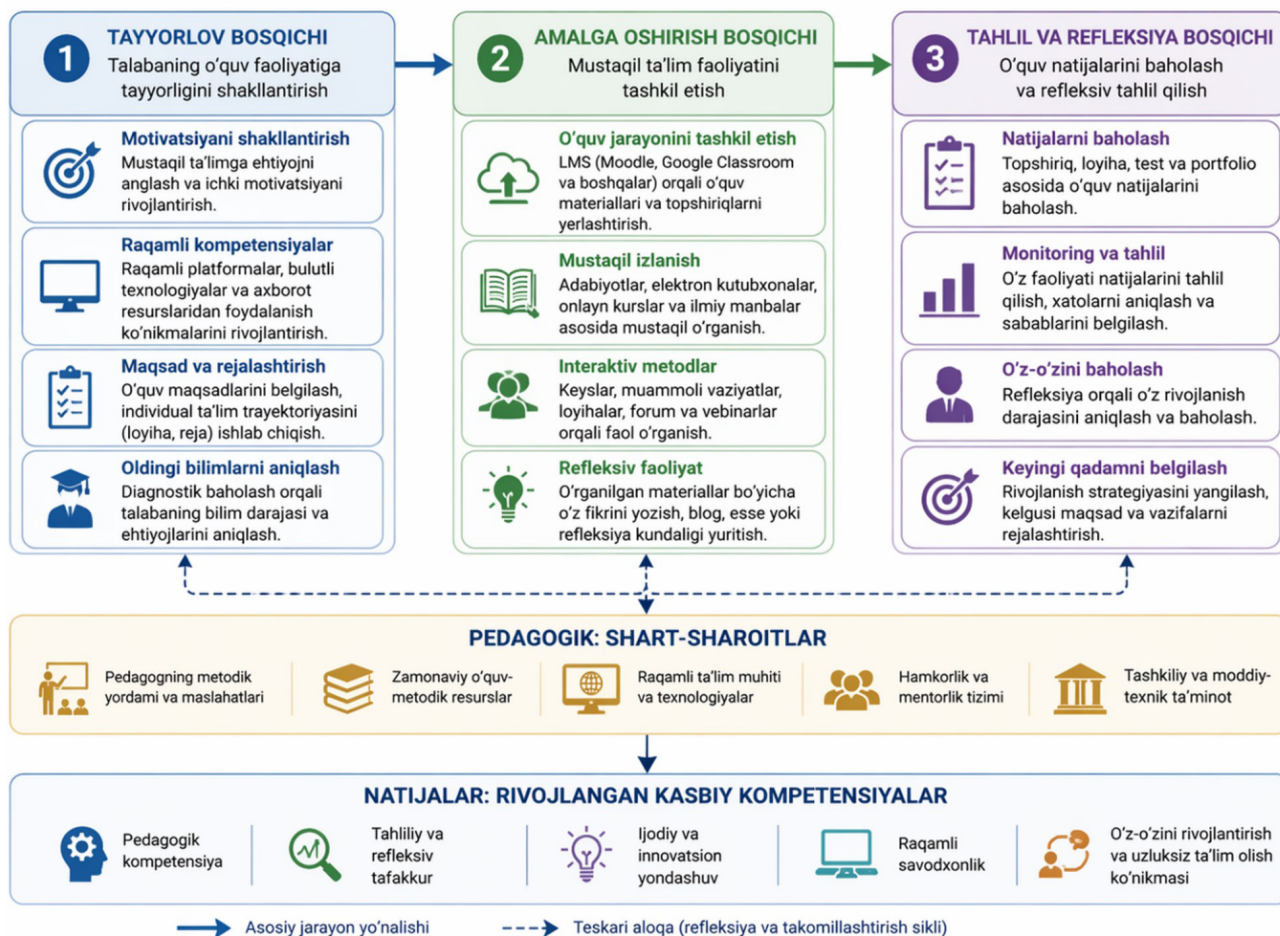 1
TAYYORLOV BOSQICHI
Talabaning o'quv faoliyatiga
tayyorligini shakllantirish
Motivatsiyani shakllantirish
Mustaqil ta'limga ehtiyojni
anglash va ichki motivatsiyani
rivojlantirish.
Raqamli kompetensiyalar
Raqamli platformalar, bulutli
texnologiyalar va axborot
resurslaridan foydalanish
ko'nikmalarini rivojlantirish.
Maqsad va rejalashtirish
O'quv maqsadlarini belgilash,
individual ta'lim trayektoriyasini
(loyiha, reja) ishlab chiqish.
Oldingi bilimlarni aniqlash
Diagnostik baholash orqali
talabaning bilim darajasi va
ehtiyojlarini aniqlash.
2
AMALGA OSHIRISH BOSQICHI
Mustaqil ta'lim faoliyatini
tashkil etish
O'quv jarayonini tashkil etish
LMS (Moodle, Google Classroom
va boshqalar) orqali o'quv
materiallari va topshiriqlarni
yerlashtirish.
Mustaqil izlanish
Adabiyotlar, elektron kutubxonalar,
onlayn kurslar va ilmiy manbalar
asosida mustaqil o'rganish.
Interaktiv metodlar
Keyslar, muammoli vaziyatlar,
loyihalar, forum va vebinarlar
orqali faol o'rganish.
Refleksiv faoliyat
O'rganilgan materiallar bo'yicha
o'z fikrini yozish, blog, esse yoki
refleksiya kundaligi yuritish.
3
TAHLIL VA REFLEKSIYA BOSQICHI
O'quv natijalarini baholash
va refleksiv tahlil qilish
Natijalarni baholash
Topshiriq, loyiha, test va portfolio
asosida o'quv natijalarini
baholash.
Monitoring va tahlil
O'z faoliyati natijalarini tahlil
qilish, xatolarni aniqlash va
sabablarini belgilash.
O'z-o'zini baholash
Refleksiya orqali o'z rivojlanish
darajasini aniqlash va baholash.
Keyingi qadamni belgilash
Rivojlanish strategiyasini yangilash,
kelgusi maqsad va vazifalarni
rejalashtirish.
PEDAGOGIK: SHART-SHAROITLAR
Pedagogning metodik
yordami va maslahatlari
Zamonaviy o'quv-
metodik resurslar
Raqamli ta'lim muhiti
va texnologiyalar
Hamkorlik va
mentorlik tizimi
Tashkiliy va moddiy-
texnik ta'minot
NATIJALAR: RIVOJLANGAN KASBIY KOMPETENSIYALAR
Pedagogik
kompetensiya
Tahliliy va
refleksiv
tafakkur
Ijodiy va
innovatsion
yondashuv
Raqamli
savodxonlik
O'z-o'zini rivojlantirish
va uzluksiz ta'lim olish
ko'nikmasi
Asosiy jarayon yo'nalishi
Teskari aloqa (refleksiya va takomillashtirish sikli)